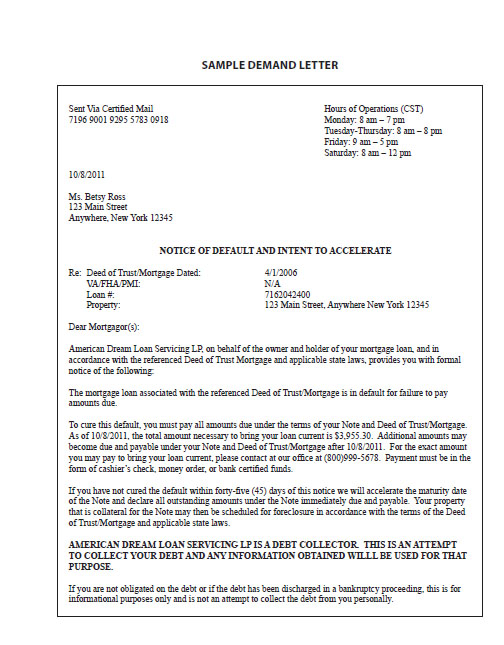 SAMPLE DEMAND LETTER
Sent Via Certified Mail
7196 9001 9295 5783 0918
Hours of Operations (CST)
Monday: 8 am – 7 pm
Tuesday-Thursday: 8 am – 8 pm
Friday: 9 am – 5 pm
Saturday: 8 am – 12 pm
10/8/2011
Ms. Betsy Ross
123 Main Street
Anywhere, New York 12345
NOTICE OF DEFAULT AND INTENT TO ACCELERATE
Re: Deed of Trust/Mortgage Dated: 4/1/2006
VA/FHA/PMI: N/A
Loan #: 7162042400
Property: 123 Main Street, Anywhere New York 12345
Dear Mortgagor(s):
American Dream Loan Servicing LP, on behalf of the owner and holder of your mortgage loan, and in
accordance with the referenced Deed of Trust Mortgage and applicable state laws, provides you with formal
notice of the following:
The mortgage loan associated with the referenced Deed of Trust/Mortgage is in default for failure to pay
amounts due.
To cure this default, you must pay all amounts due under the terms of your Note and Deed of Trust/Mortgage.
As of 10/8/2011, the total amount necessary to bring your loan current is $3,955.30. Additional amounts may
become due and payable under your Note and Deed of Trust/Mortgage after 10/8/2011. For the exact amount
you may pay to bring your loan current, please contact at our office at (800)999-5678. Payment must be in the
form of cashier's check, money order, or bank certified funds.
If you have not cured the default within forty-five (45) days of this notice we will accelerate the maturity date
of the Note and declare all outstanding amounts under the Note immediately due and payable. Your property
that is collateral for the Note may then be scheduled for foreclosure in accordance with the terms of the Deed
of Trust/Mortgage and applicable state laws.
AMERICAN DREAM LOAN SERVICING LP IS A DEBT COLLECTOR. THIS IS AN ATTEMPT
TO COLLECT YOUR DEBT AND ANY INFORMATION OBTAINED WILLL BE USED FOR THAT
PURPOSE.
If you are not obligated on the debt or if the debt has been discharged in a bankruptcy proceeding, this is for
informational purposes only and is not an attempt to collect the debt from you personally.